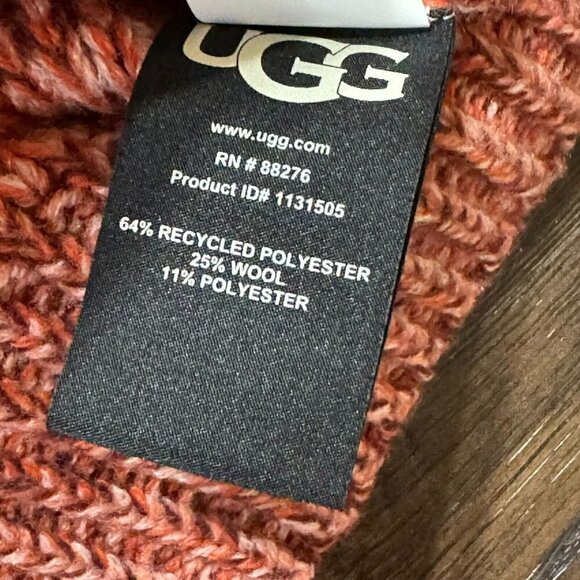 UGG
www.ugg.com
RN # 88276
Product ID# 1131505
64% RECYCLED POLYESTER
25% WOOL
11% POLYESTER